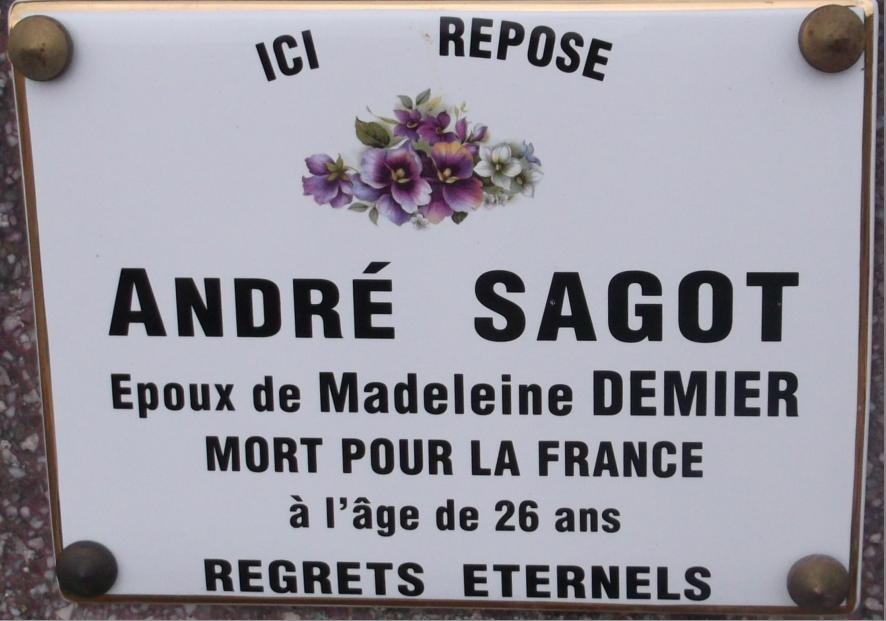 ICI REPOSE
ANDRÉ SAGOT
Epoux de Madeleine DEMIER
MORT POUR LA FRANCE
à l'âge de 26 ans
REGRETS ETERNELS